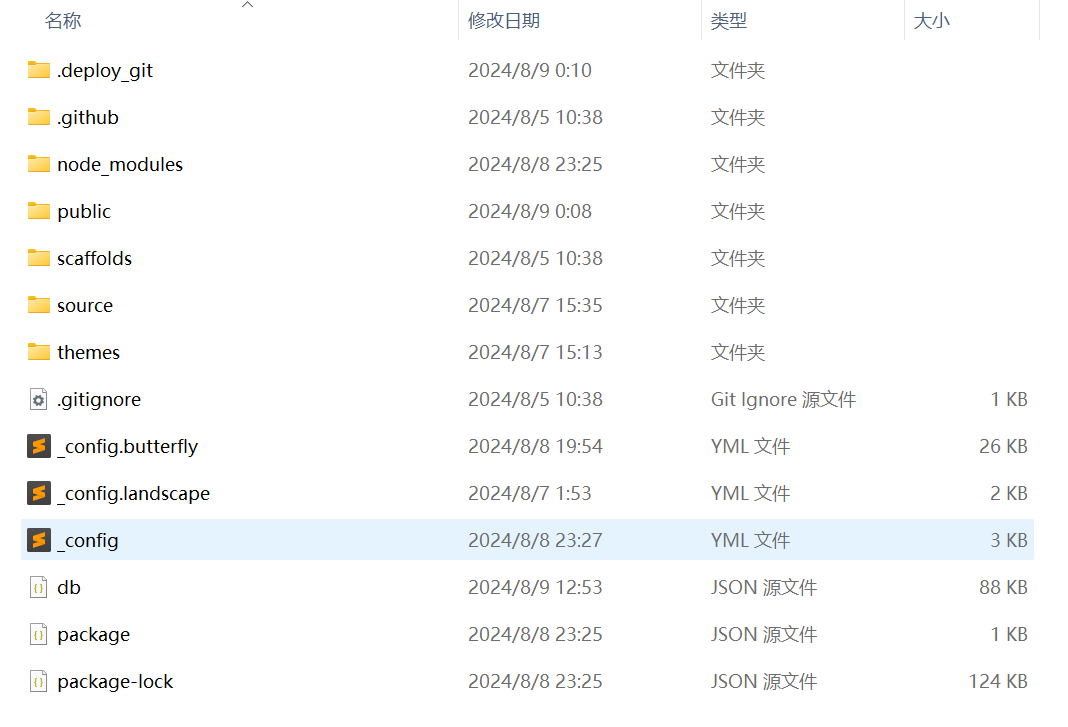 名称 修改日期 类型 大小
.deploy_git 2024/8/9 0:10 文件夹
.github 2024/8/5 10:38 文件夹
node_modules 2024/8/8 23:25 文件夹
public 2024/8/9 0:08 文件夹
scaffolds 2024/8/5 10:38 文件夹
source 2024/8/7 15:35 文件夹
themes 2024/8/7 15:13 文件夹
.gitignore 2024/8/5 10:38 Git Ignore 源文件 1 KB
_config.butterfly 2024/8/8 19:54 YML 文件 26 KB
_config.landscape 2024/8/7 1:53 YML 文件 2 KB
_config 2024/8/8 23:27 YML 文件 3 KB
db 2024/8/9 12:53 JSON 源文件 88 KB
package 2024/8/8 23:25 JSON 源文件 1 KB
package-lock 2024/8/8 23:25 JSON 源文件 124 KB